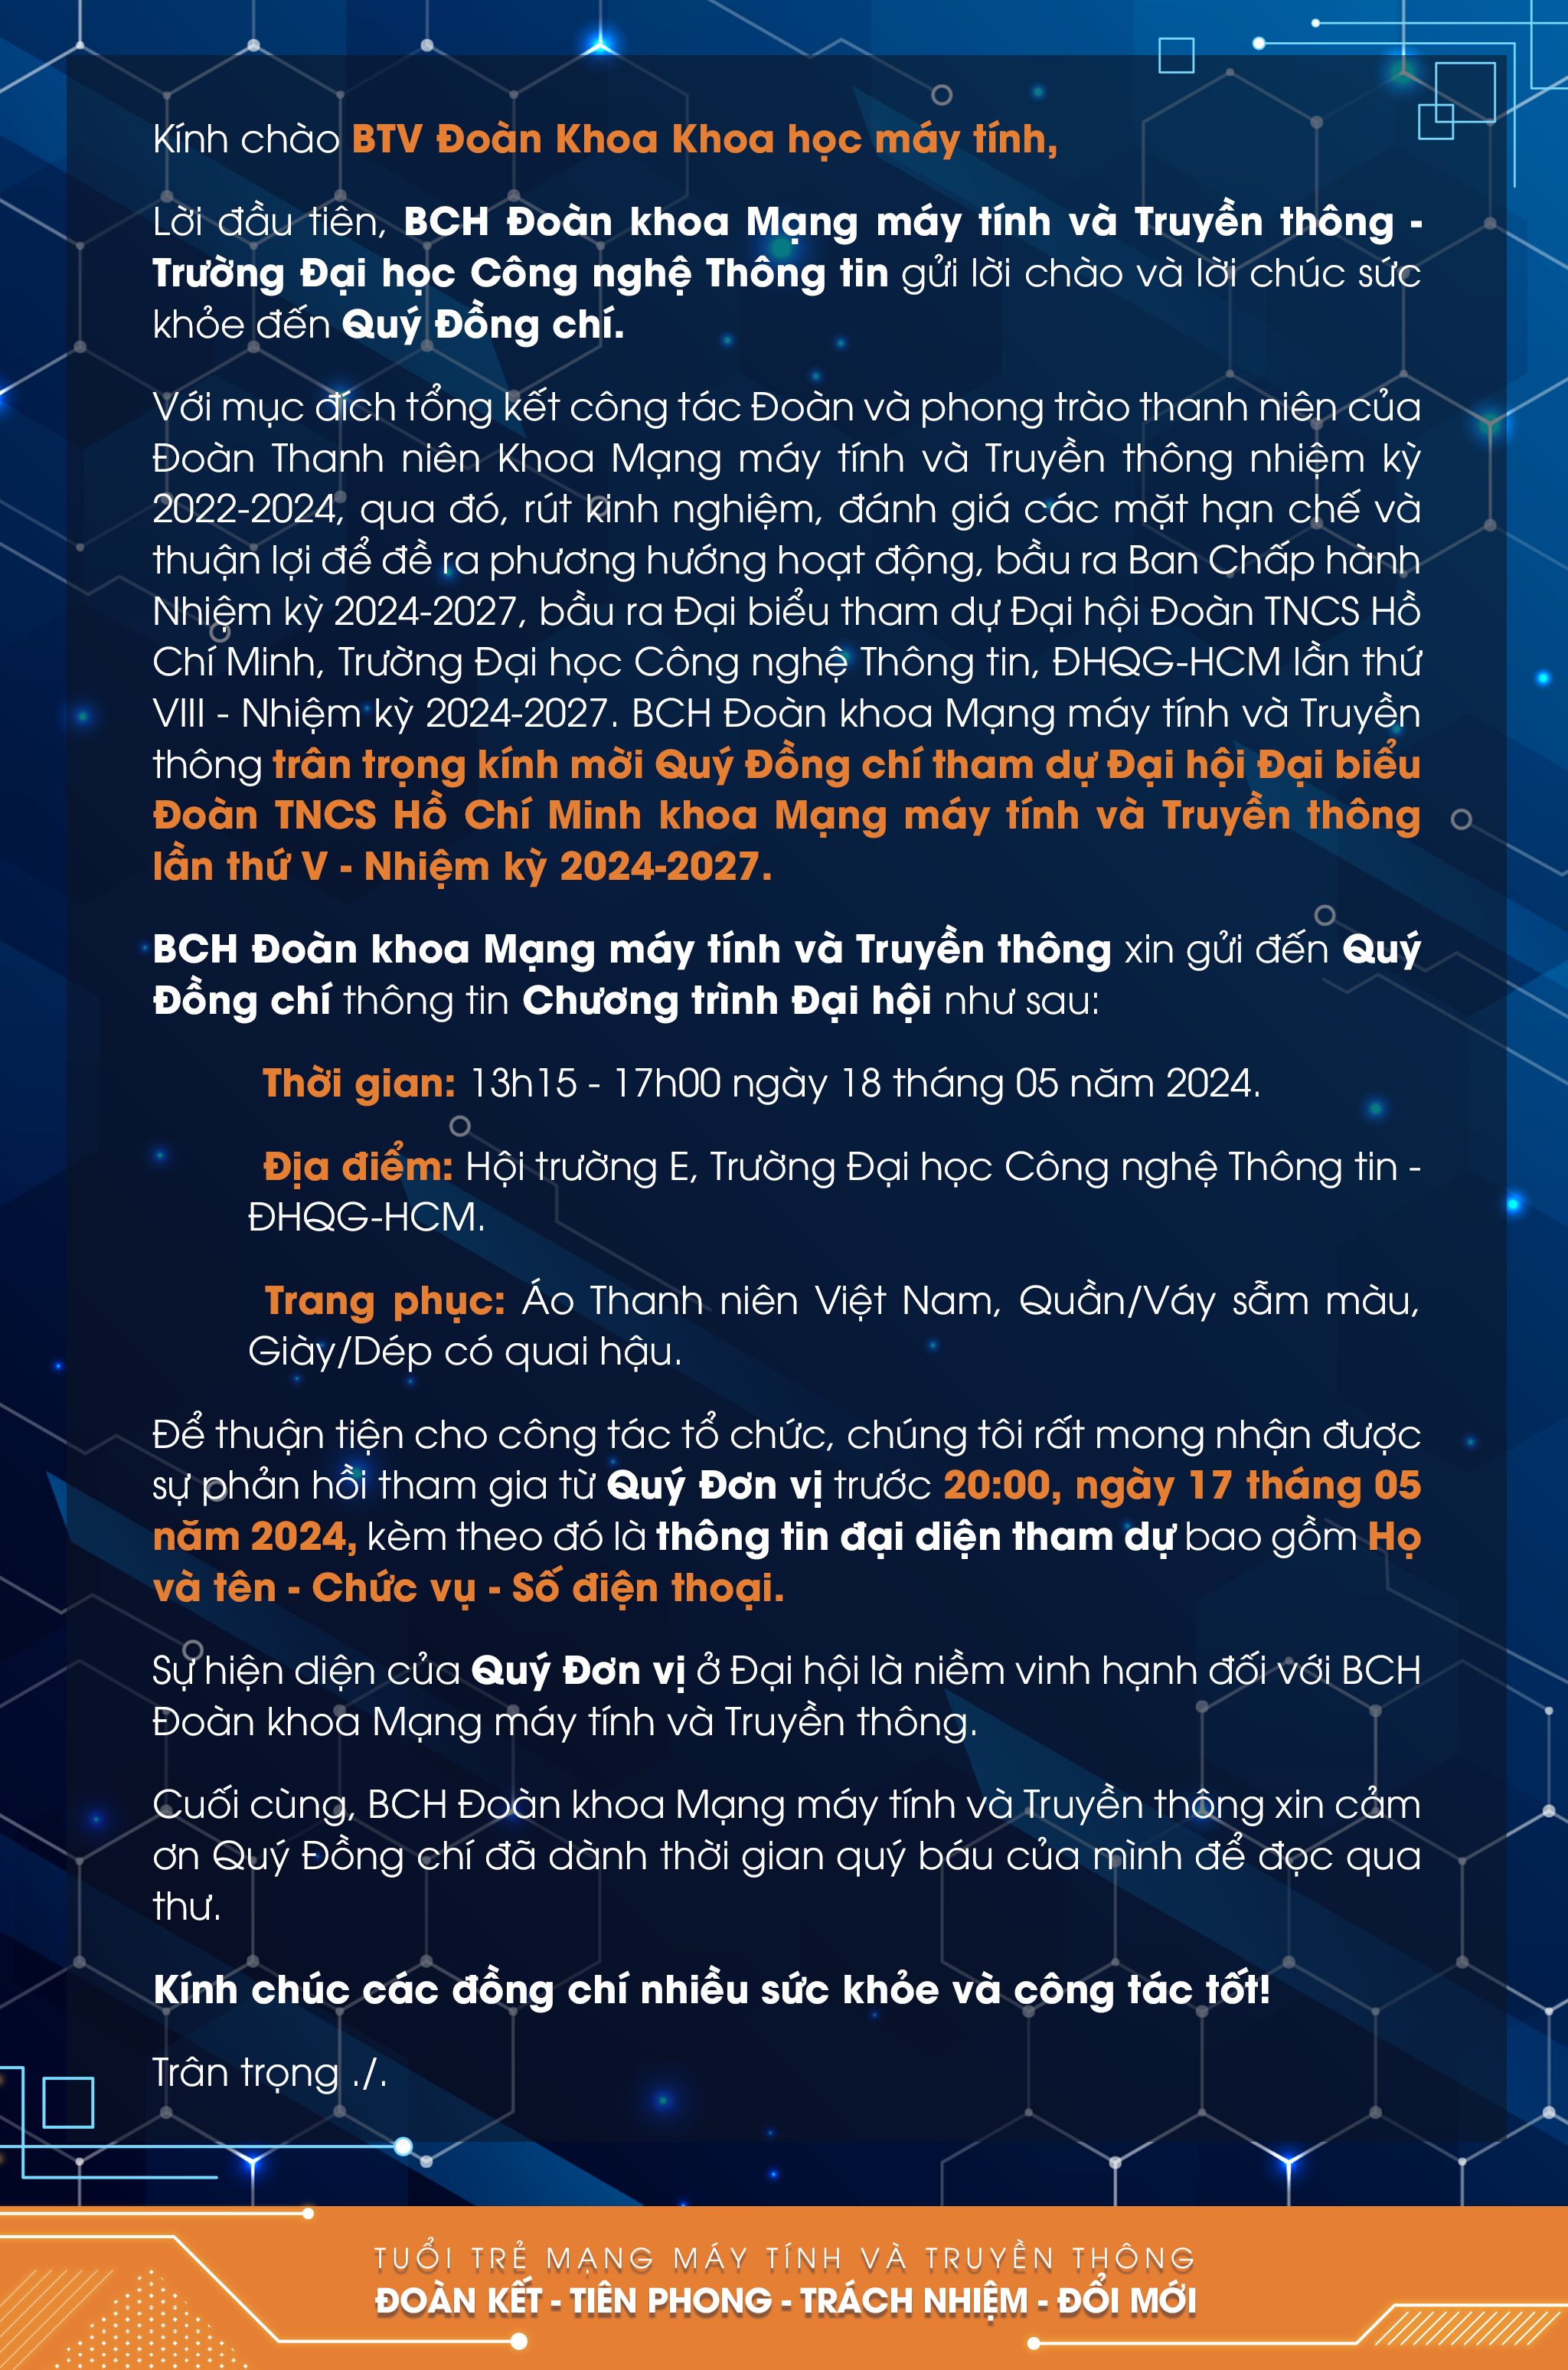 Kính chào BTV Đoàn Khoa Khoa học máy tính,
Lời đầu tiên, BCH Đoàn khoa Mạng máy tính và Truyền thông -
Trường Đại học Công nghệ Thông tin gửi lời chào và lời chúc sức
khỏe đến Quý Đồng chí.
Với mục đích tổng kết công tác Đoàn và phong trào thanh niên của
Đoàn Thanh niên Khoa Mạng máy tính và Truyền thông nhiệm kỳ
2022-2024, qua đó, rút kinh nghiệm, đánh giá các mặt hạn chế và
thuận lợi để đề ra phương hướng hoạt động, bầu ra Ban Chấp hành
Nhiệm kỳ 2024-2027, bầu ra Đại biểu tham dự Đại hội Đoàn TNCS Hồ
Chí Minh, Trường Đại học Công nghệ Thông tin, ĐHQG-HCM lần thứ
VIII - Nhiệm kỳ 2024-2027. BCH Đoàn khoa Mạng máy tính và Truyền
thông trân trọng kính mời Quý Đồng chí tham dự Đại hội Đại biểu
Đoàn TNCS Hồ Chí Minh khoa Mạng máy tính và Truyền thông
lần thứ V - Nhiệm kỳ 2024-2027.
BCH Đoàn khoa Mạng máy tính và Truyền thông xin gửi đến Quý
Đồng chí thông tin Chương trình Đại hội như sau:
Thời gian: 13h15 - 17h00 ngày 18 tháng 05 năm 2024.
Địa điểm: Hội trường E, Trường Đại học Công nghệ Thông tin -
ĐHQG-HCM.
Trang phục: Áo Thanh niên Việt Nam, Quần/Váy sẫm màu,
Giày/Dép có quai hậu.
Để thuận tiện cho công tác tổ chức, chúng tôi rất mong nhận được
sự phản hồi tham gia từ Quý Đơn vị trước 20:00, ngày 17 tháng 05
năm 2024, kèm theo đó là thông tin đại diện tham dự bao gồm Họ
và tên - Chức vụ - Số điện thoại.
Sự hiện diện của Quý Đơn vị ở Đại hội là niềm vinh hạnh đối với BCH
Đoàn khoa Mạng máy tính và Truyền thông.
Cuối cùng, BCH Đoàn khoa Mạng máy tính và Truyền thông xin cảm
ơn Quý Đồng chí đã dành thời gian quý báu của mình để đọc qua
thư.
Kính chúc các đồng chí nhiều sức khỏe và công tác tốt!
Trân trọng ./.
TUỔI TRẺ MẠNG MÁY TÍNH VÀ TRUYỀN THÔNG
ĐOÀN KẾT - TIÊN PHONG - TRÁCH NHIỆM - ĐỔI MỚI